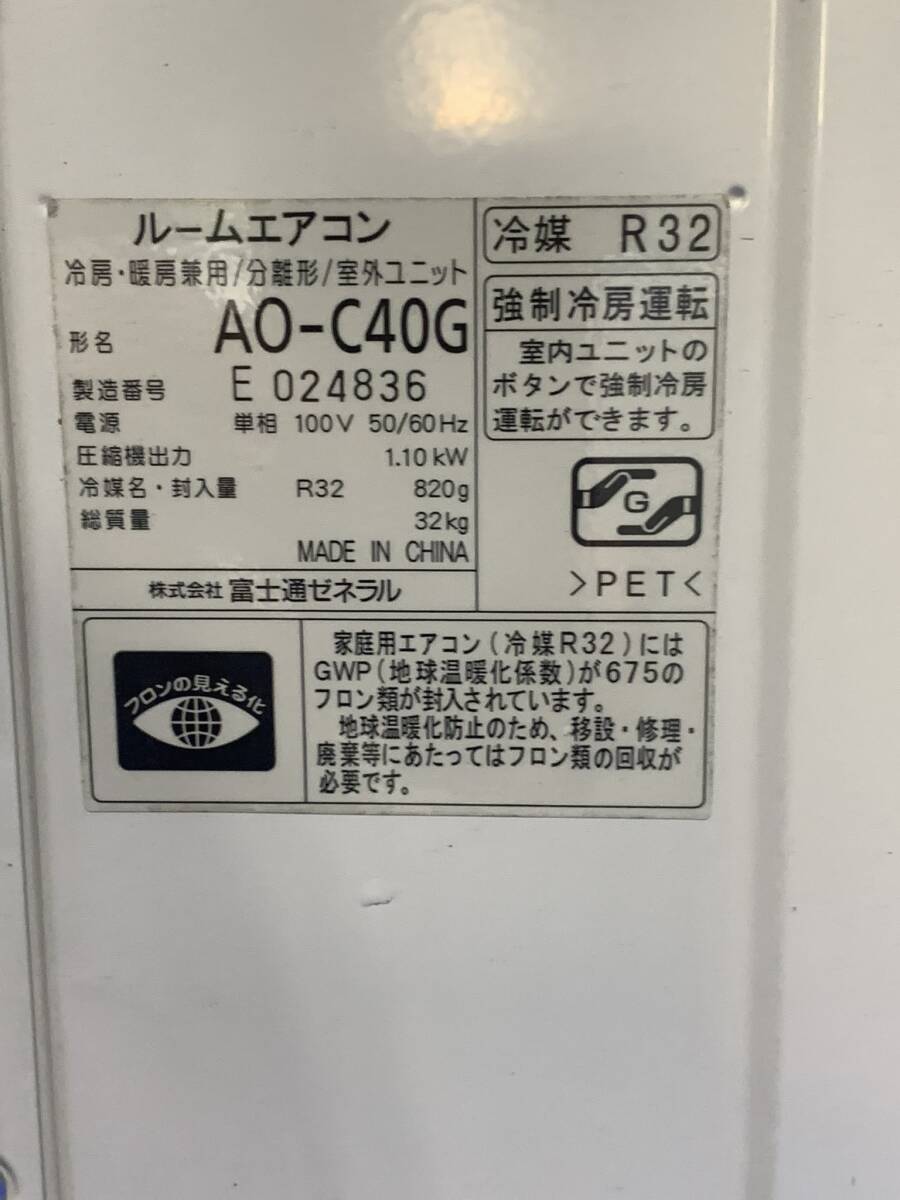 ルームエアコン
冷房・暖房兼用/分離形/室外ユニット
形名 AO-C40G
製造番号 E 024836
電源 単相 100V 50/60Hz
圧縮機出力 1.10kW
冷媒名・封入量 R32 820g
総質量 32kg
MADE IN CHINA
株式会社 富士通ゼネラル
冷媒 R32
強制冷房運転
室内ユニットの
ボタンで強制冷房
運転ができます。
G
>PET<
フロンの見える化
家庭用エアコン(冷媒R32)には
GWP(地球温暖化係数)が675の
フロン類が封入されています。
地球温暖化防止のため、移設・修理・
廃棄等にあたってはフロン類の回収が
必要です。